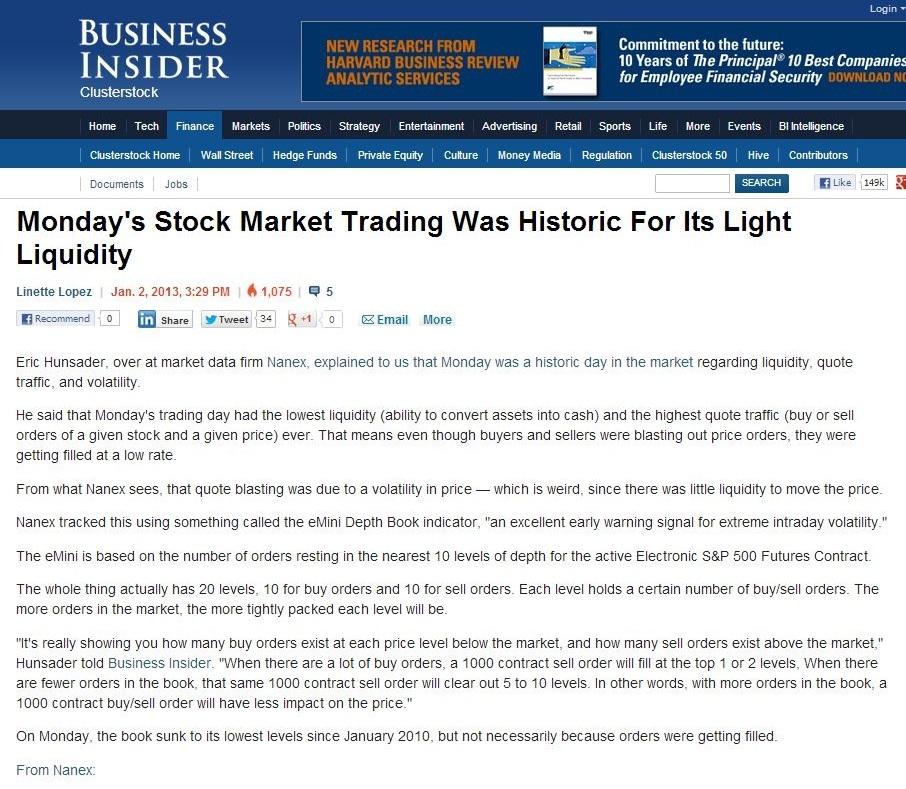 Login
BUSINESS
INSIDER
Clusterstock
NEW RESEARCH FROM
HARVARD BUSINESS REVIEW
ANALYTIC SERVICES
Commitment to the future:
10 Years of The Principal® 10 Best Companies
for Employee Financial Security DOWNLOAD NO
Home Tech Finance Markets Politics Strategy Entertainment Advertising Retail Sports Life More Events BI Intelligence
Clusterstock Home Wall Street Hedge Funds Private Equity Culture Money Media Regulation Clusterstock 50 Hive Contributors
Documents Jobs SEARCH Like 149k
Monday's Stock Market Trading Was Historic For Its Light
Liquidity
Linette Lopez | Jan. 2, 2013, 3:29 PM | 1,075 | 5
Recommend 0 in Share Tweet 34 g +1 0 Email More
Eric Hunsader, over at market data firm Nanex, explained to us that Monday was a historic day in the market regarding liquidity, quote
traffic, and volatility.
He said that Monday's trading day had the lowest liquidity (ability to convert assets into cash) and the highest quote traffic (buy or sell
orders of a given stock and a given price) ever. That means even though buyers and sellers were blasting out price orders, they were
getting filled at a low rate.
From what Nanex sees, that quote blasting was due to a volatility in price — which is weird, since there was little liquidity to move the price.
Nanex tracked this using something called the eMini Depth Book indicator, "an excellent early warning signal for extreme intraday volatility."
The eMini is based on the number of orders resting in the nearest 10 levels of depth for the active Electronic S&P 500 Futures Contract.
The whole thing actually has 20 levels, 10 for buy orders and 10 for sell orders. Each level holds a certain number of buy/sell orders. The
more orders in the market, the more tightly packed each level will be.
"It's really showing you how many buy orders exist at each price level below the market, and how many sell orders exist above the market,"
Hunsader told Business Insider. "When there are a lot of buy orders, a 1000 contract sell order will fill at the top 1 or 2 levels, When there
are fewer orders in the book, that same 1000 contract sell order will clear out 5 to 10 levels. In other words, with more orders in the book, a
1000 contract buy/sell order will have less impact on the price."
On Monday, the book sunk to its lowest levels since January 2010, but not necessarily because orders were getting filled.
From Nanex: